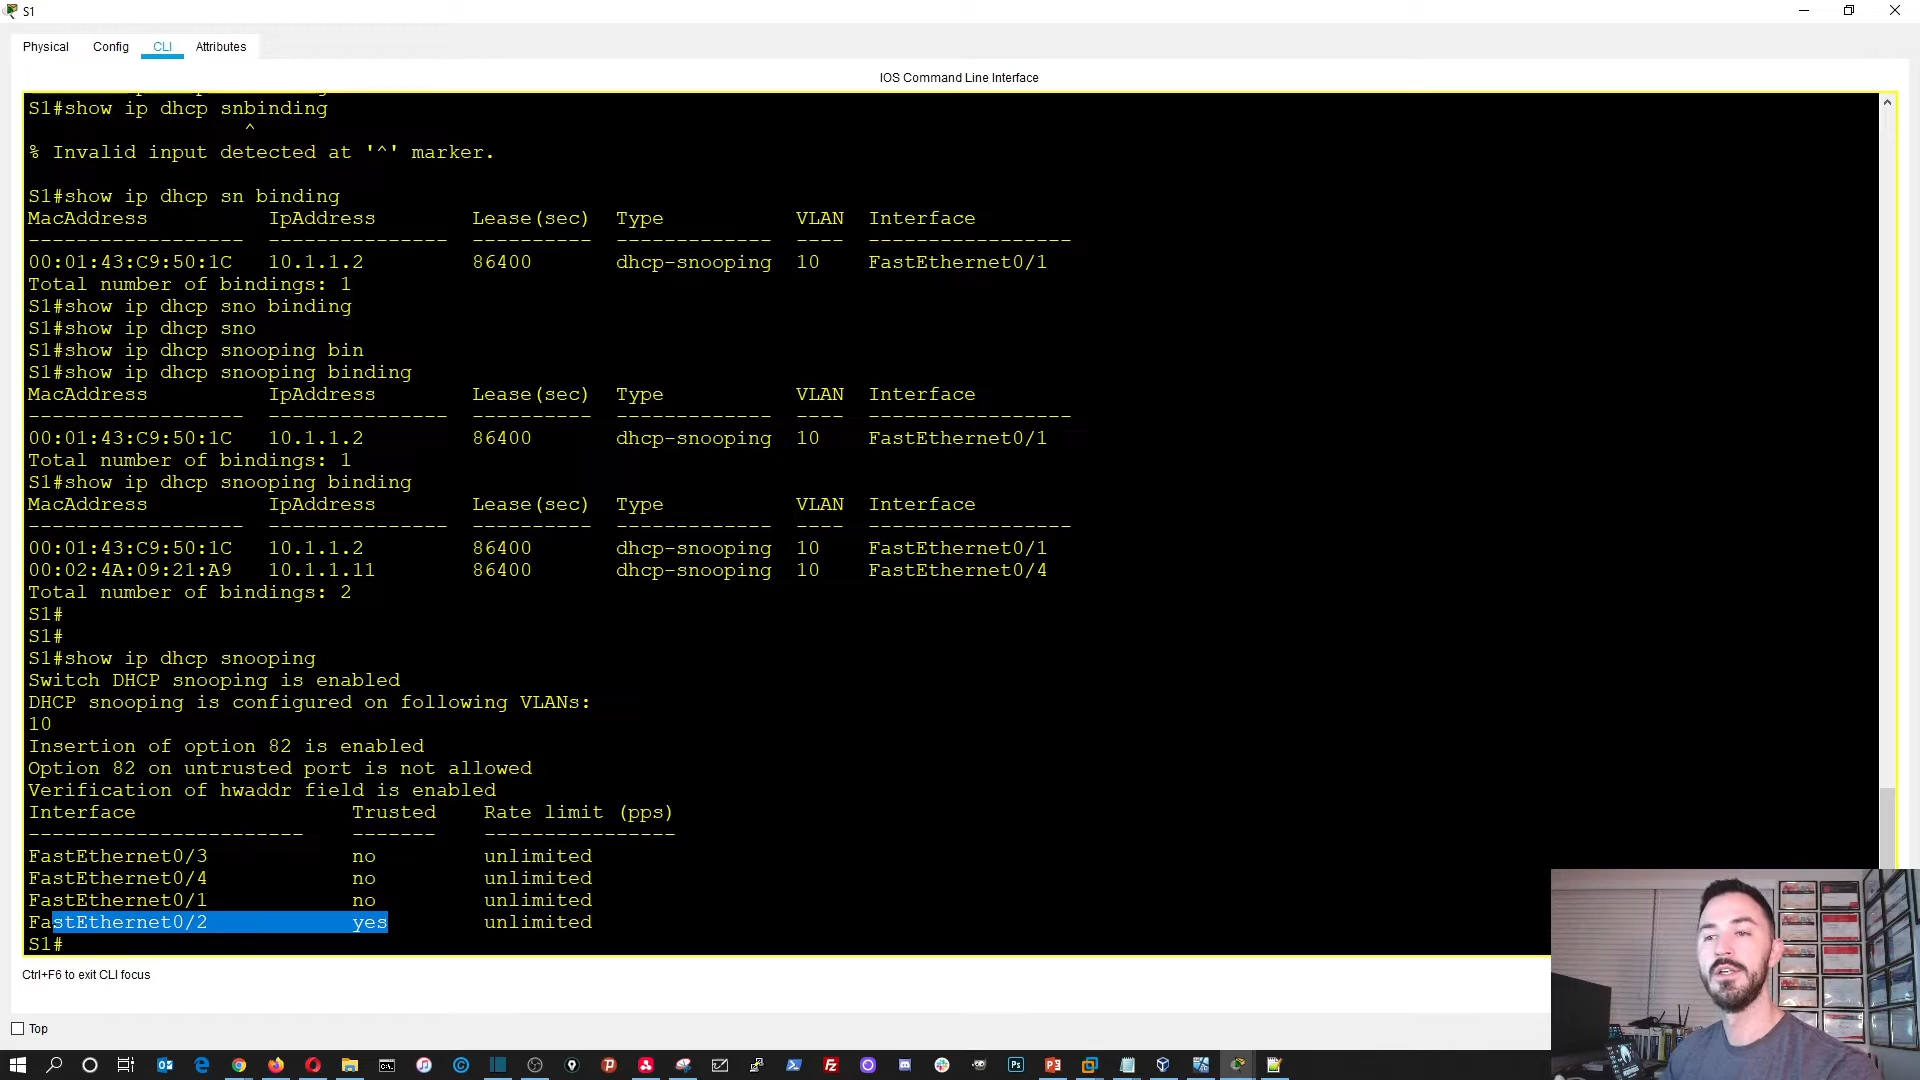 S1
Physical
Config
CLI
Attributes
IOS Command Line Interface
S1#show ip dhcp snbinding
^
% Invalid input detected at '^' marker.
S1#show ip dhcp sn binding
MacAddress IpAddress Lease(sec) Type VLAN Interface
------------------ --------------- ---------- ------------- ---- -----------------
00:01:43:C9:50:1C 10.1.1.2 86400 dhcp-snooping 10 FastEthernet0/1
Total number of bindings: 1
S1#show ip dhcp sno binding
S1#show ip dhcp sno
S1#show ip dhcp snooping bin
S1#show ip dhcp snooping binding
MacAddress IpAddress Lease(sec) Type VLAN Interface
------------------ --------------- ---------- ------------- ---- -----------------
00:01:43:C9:50:1C 10.1.1.2 86400 dhcp-snooping 10 FastEthernet0/1
Total number of bindings: 1
S1#show ip dhcp snooping binding
MacAddress IpAddress Lease(sec) Type VLAN Interface
------------------ --------------- ---------- ------------- ---- -----------------
00:01:43:C9:50:1C 10.1.1.2 86400 dhcp-snooping 10 FastEthernet0/1
00:02:4A:09:21:A9 10.1.1.11 86400 dhcp-snooping 10 FastEthernet0/4
Total number of bindings: 2
S1#
S1#
S1#show ip dhcp snooping
Switch DHCP snooping is enabled
DHCP snooping is configured on following VLANs:
10
Insertion of option 82 is enabled
Option 82 on untrusted port is not allowed
Verification of hwaddr field is enabled
Interface Trusted Rate limit (pps)
----------------------- ------- ----------------
FastEthernet0/3 no unlimited
FastEthernet0/4 no unlimited
FastEthernet0/1 no unlimited
FastEthernet0/2 yes unlimited
S1#
Ctrl+F6 to exit CLI focus
Top